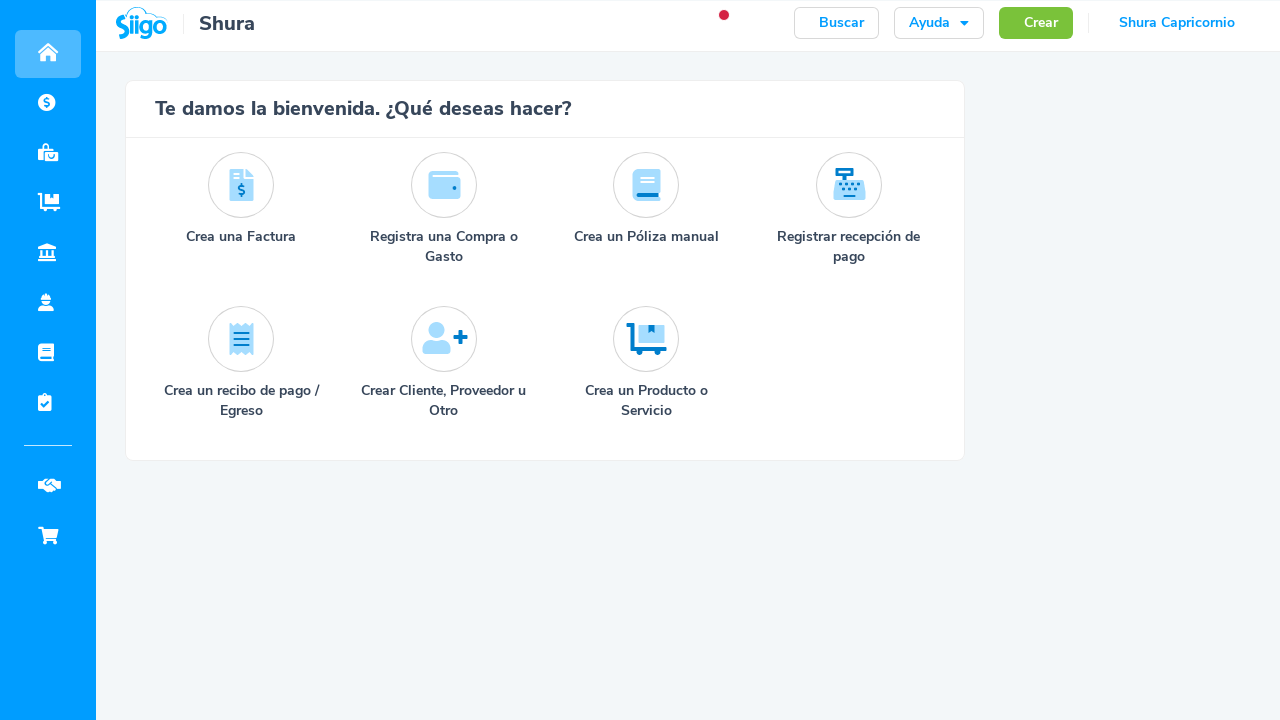 Siigo
Shura
Buscar
Ayuda
Crear
Shura Capricornio
Te damos la bienvenida. ¿Qué deseas hacer?
Crea una Factura
Registra una Compra o
Gasto
Crea un Póliza manual
Registrar recepción de
pago
Crea un recibo de pago /
Egreso
Crear Cliente, Proveedor u
Otro
Crea un Producto o
Servicio